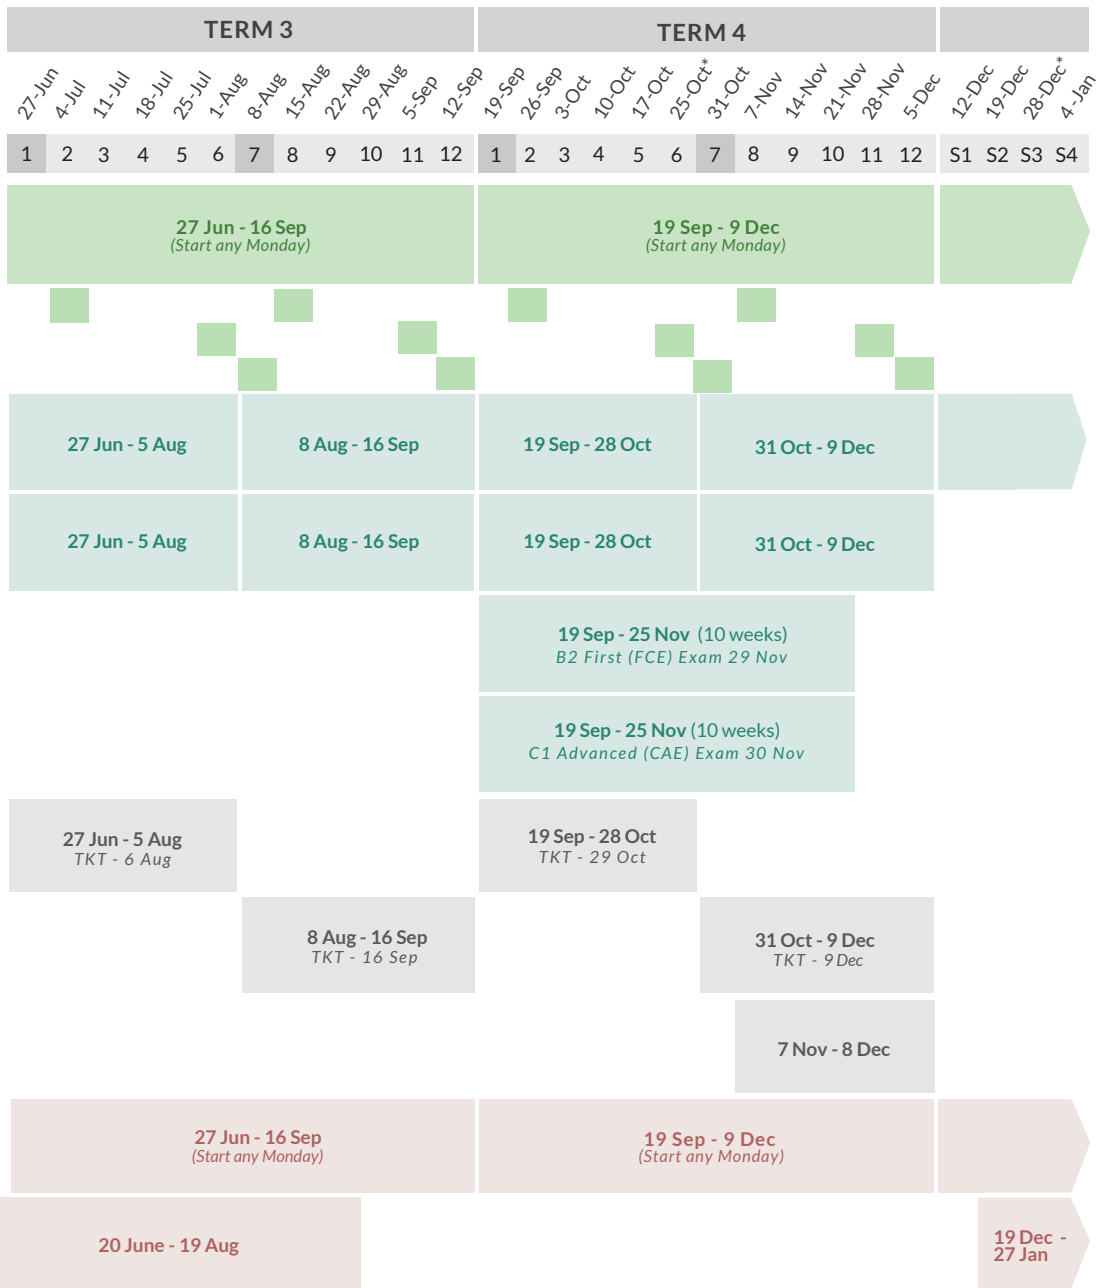 TERM 3
TERM 4
27-Jun
4-Jul
11-Jul
18-Jul
25-Jul
1-Aug
8-Aug
15-Aug
22-Aug
29-Aug
5-Sep
12-Sep
19-Sep
26-Sep
3-Oct
10-Oct
17-Oct
25-Oct*
31-Oct
7-Nov
14-Nov
21-Nov
28-Nov
5-Dec
12-Dec
19-Dec
28-Dec*
4 -Jan
1 2 3 4 5 6 7 8 9 10 11 12 1 2 3 4 5 6 7 8 9 10 11 12 S1 S2 S3 S4
27 Jun - 16 Sep
(Start any Monday)
19 Sep - 9 Dec
(Start any Monday)
27 Jun - 5 Aug
8 Aug - 16 Sep
19 Sep - 28 Oct
31 Oct - 9 Dec
27 Jun - 5 Aug
8 Aug - 16 Sep
19 Sep - 28 Oct
31 Oct - 9 Dec
19 Sep - 25 Nov (10 weeks)
B2 First (FCE) Exam 29 Nov
19 Sep - 25 Nov (10 weeks)
C1 Advanced (CAE) Exam 30 Nov
27 Jun - 5 Aug
TKT - 6 Aug
19 Sep - 28 Oct
TKT - 29 Oct
8 Aug - 16 Sep
TKT - 16 Sep
31 Oct - 9 Dec
TKT - 9 Dec
7 Nov - 8 Dec
27 Jun - 16 Sep
(Start any Monday)
19 Sep - 9 Dec
(Start any Monday)
20 June - 19 Aug
19 Dec -
27 Jan